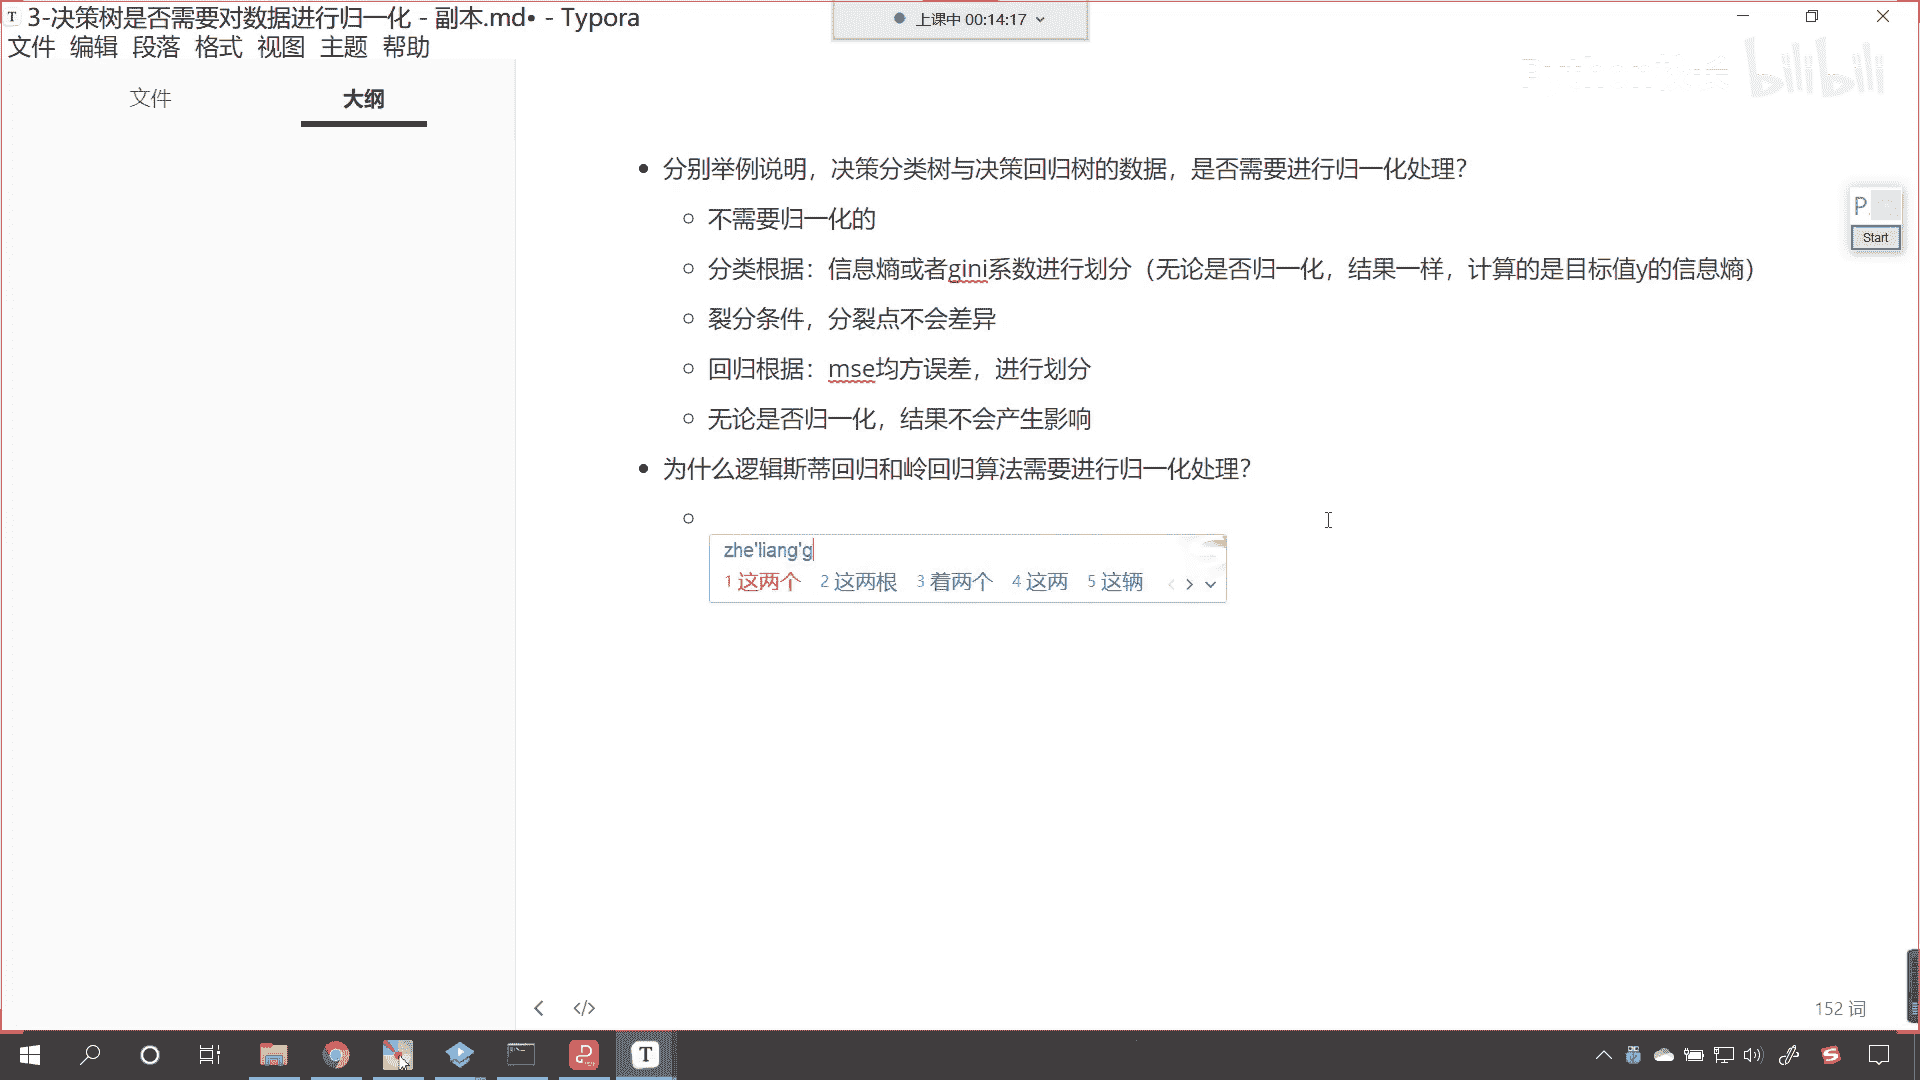 3-决策树是否需要对数据进行归一化 - 副本.md• - Typora
上课中 00:14:17
文件 编辑 段落 格式 视图 主题 帮助
bilibili
文件 大纲
分别举例说明，决策分类树与决策回归树的数据，是否需要进行归一化处理？
P.
不需要归一化的
Start
分类根据：信息熵或者gini系数进行划分（无论是否归一化，结果一样，计算的是目标值y的信息熵）
裂分条件，分裂点不会差异
回归根据：mse均方误差，进行划分
无论是否归一化，结果不会产生影响
为什么逻辑斯蒂回归和岭回归算法需要进行归一化处理？
zhe'liang'g
1 这两个 2 这两根 3 着两个 4 这两 5 这辆
</>
152 词